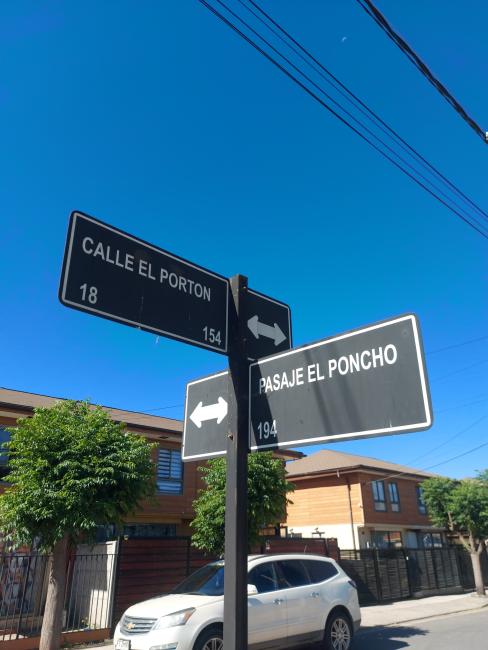 CALLE EL PORTON
18 154
PASAJE EL PONCHO
194